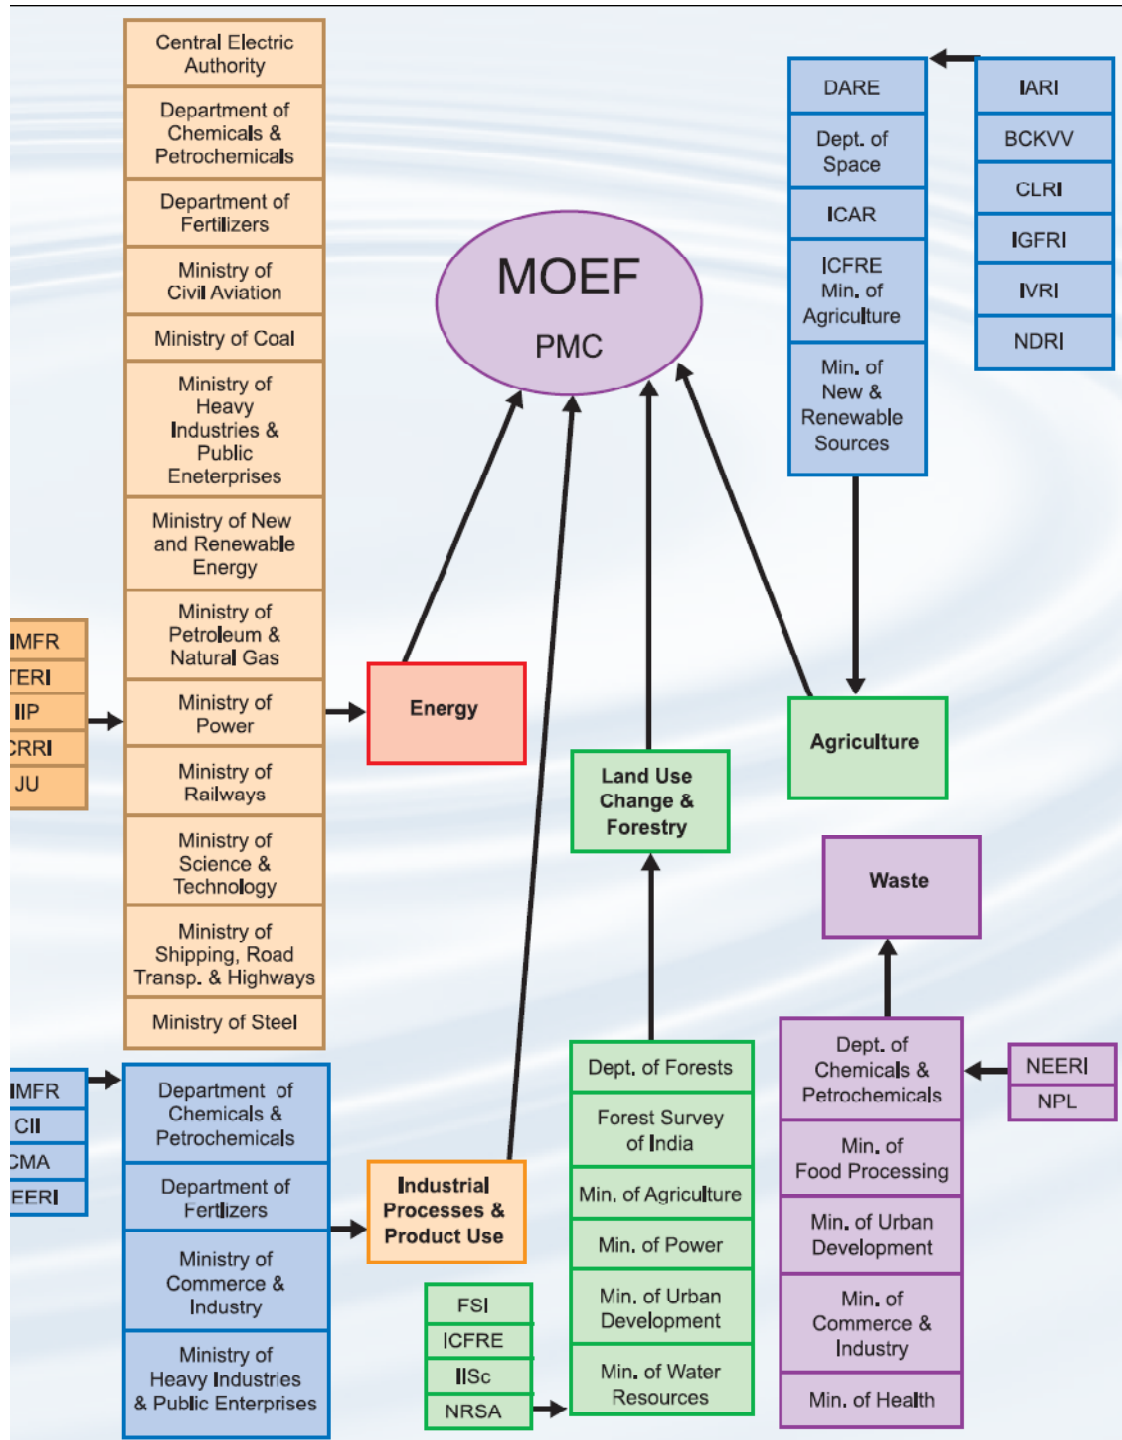 Central Electric
Authority
Department of
Chemicals &
Petrochemicals
Department of
Fertilizers
Ministry of
Civil Aviation
Ministry of Coal
Ministry of
Heavy
Industries &
Public
Eneterprises
Ministry of New
and Renewable
Energy
Ministry of
Petroleum &
Natural Gas
Ministry of
Power
Ministry of
Railways
Ministry of
Science &
Technology
Ministry of
Shipping, Road
Transp. & Highways
Ministry of Steel
IMFR
TERI
IIP
CRRI
JU
Energy
MOEF
PMC
DARE
Dept. of
Space
ICAR
ICFRE
Min. of
Agriculture
Min. of
New &
Renewable
Sources
IARI
BCKVV
CLRI
IGFRI
IVRI
NDRI
Agriculture
Land Use
Change &
Forestry
Waste
IMFR
CII
CMA
EERI
Department of
Chemicals &
Petrochemicals
Department of
Fertlizers
Ministry of
Commerce &
Industry
Ministry of
Heavy Industries
& Public Enterprises
Industrial
Processes &
Product Use
FSI
ICFRE
IISc
NRSA
Dept. of Forests
Forest Survey
of India
Min. of Agriculture
Min. of Power
Min. of Urban
Development
Min. of Water
Resources
Dept. of
Chemicals &
Petrochemicals
Min. of
Food Processing
Min. of Urban
Development
Min. of
Commerce &
Industry
Min. of Health
NEERI
NPL